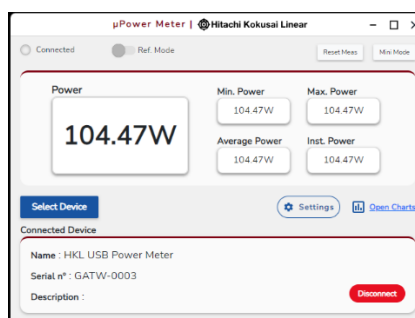 µPower Meter | Hitachi Kokusai Linear
Connected Ref. Mode Reset Meas Mini Mode
Power
104.47W
Min. Power Max. Power
104.47W 104.47W
Average Power Inst. Power
104.47W 104.47W
Select Device Settings Open Charts
Connected Device
Name : HKL USB Power Meter
Serial n° : GATW-0003
Description :
Disconnect